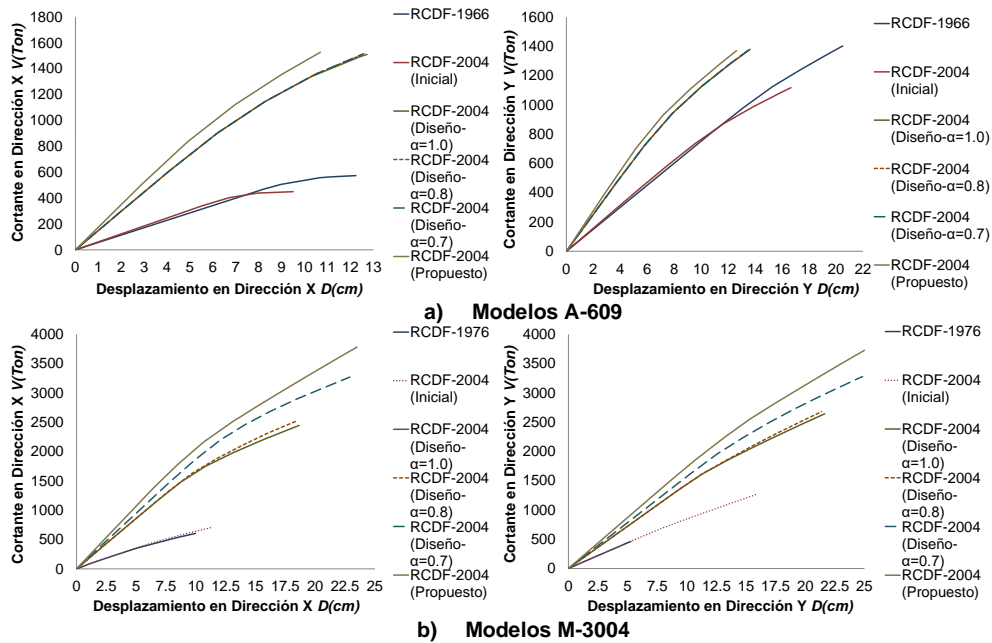 Cortante en Dirección X V(Ton)
1800
1600
1400
1200
1000
800
600
400
200
0
0 1 2 3 4 5 6 7 8 9 10 11 12 13
Desplazamiento en Dirección X D(cm)
RCDF-1966
RCDF-2004
(Inicial)
RCDF-2004
(Diseño-
α=1.0)
RCDF-2004
(Diseño-
α=0.8)
RCDF-2004
(Diseño-
α=0.7)
RCDF-2004
(Propuesto)
Cortante en Dirección Y V(Ton)
1600
1400
1200
1000
800
600
400
200
0
0 2 4 6 8 10 12 14 16 18 20 22
Desplazamiento en Dirección Y D(cm)
RCDF-1966
RCDF-2004
(Inicial)
RCDF-2004
(Diseño-α=1.0)
RCDF-2004
(Diseño-α=0.8)
RCDF-2004
(Diseño-α=0.7)
RCDF-2004
(Propuesto)
a) Modelos A-609
Cortante en Dirección X V(Ton)
4000
3500
3000
2500
2000
1500
1000
500
0
0 2.5 5 7.5 10 12.5 15 17.5 20 22.5 25
Desplazamiento en Dirección X D(cm)
RCDF-1976
RCDF-2004
(Inicial)
RCDF-2004
(Diseño-
α=1.0)
RCDF-2004
(Diseño-
α=0.8)
RCDF-2004
(Diseño-
α=0.7)
RCDF-2004
(Propuesto)
Cortante en Dirección Y V(Ton)
4000
3500
3000
2500
2000
1500
1000
500
0
0 2.5 5 7.5 10 12.5 15 17.5 20 22.5 25
Desplazamiento en Dirección Y D(cm)
RCDF-1976
RCDF-2004
(Inicial)
RCDF-2004
(Diseño-
α=1.0)
RCDF-2004
(Diseño-
α=0.8)
RCDF-2004
(Diseño-
α=0.7)
RCDF-2004
(Propuesto)
b) Modelos M-3004